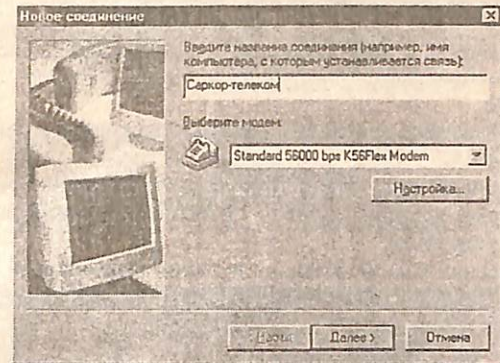 Новое соединение
Введите название соединения (например, имя
компьютера, с которым устанавливается связь):
Саркор-телеком
Выберите модем:
Standard 56000 bps K56Flex Modem
Настройка...
< Назад
Далее >
Отмена